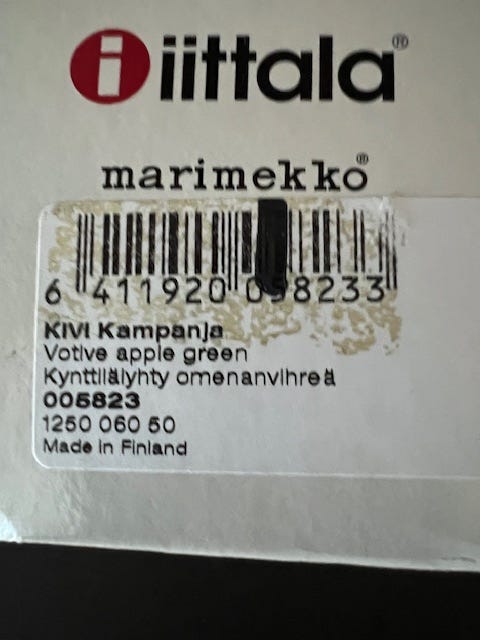 iittala®
marimekko®
6 411920 058233
KIVI Kampanja
Votive apple green
Kynttilälyhty omenanvihreä
005823
1250 060 50
Made in Finland